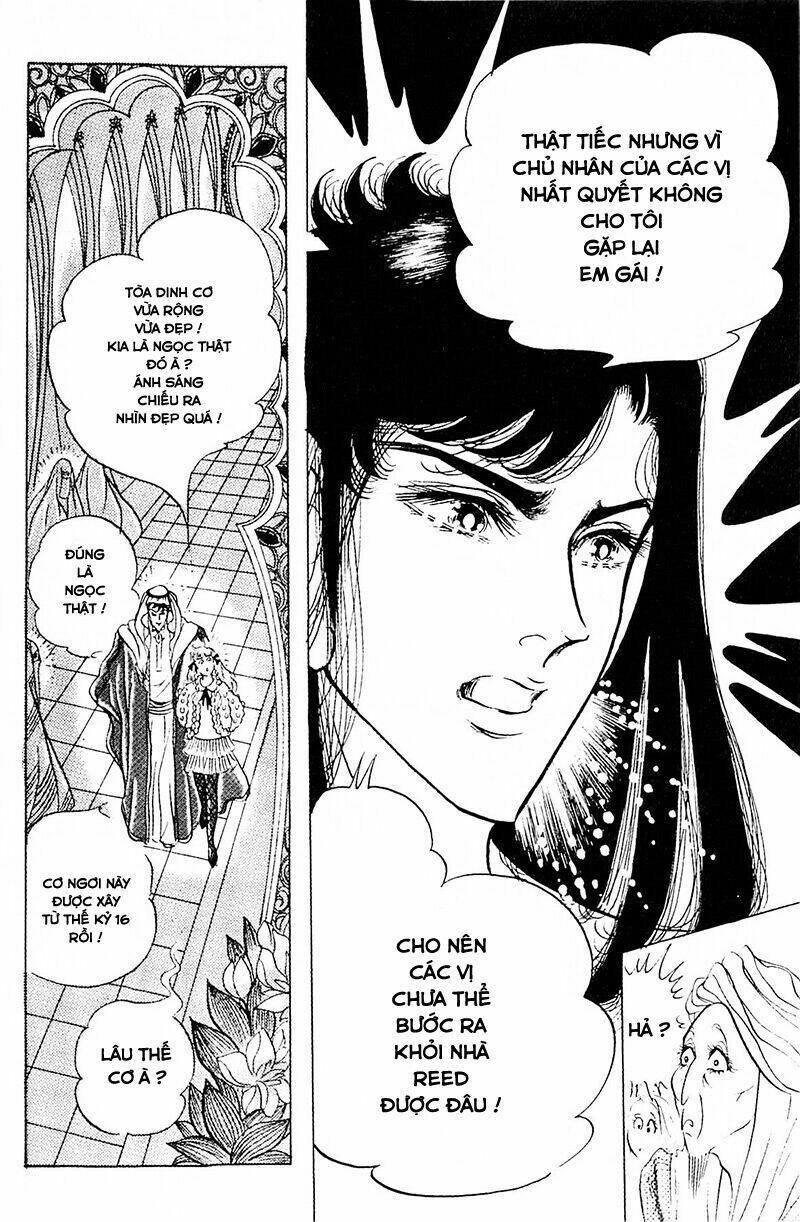 THẬT TIẾC NHƯNG VÌ
CHỦ NHÂN CỦA CÁC VỊ
NHẤT QUYẾT KHÔNG
CHO TÔI
GẶP LẠI
EM GÁI !
CHO NÊN
CÁC VỊ
CHƯA THỂ
BƯỚC RA
KHỎI NHÀ
REED
ĐƯỢC ĐÂU !
HẢ ?
TÒA DINH CƠ
VỪA RỘNG
VỪA ĐẸP !
KIA LÀ NGỌC THẬT
ĐÓ À ?
ÁNH SÁNG
CHIẾU RA
NHÌN ĐẸP QUÁ !
ĐÚNG
LÀ
NGỌC
THẬT !
CƠ NGƠI NÀY
ĐƯỢC XÂY
TỪ THẾ KỶ 16
RỒI !
LÂU THẾ
CƠ À ?